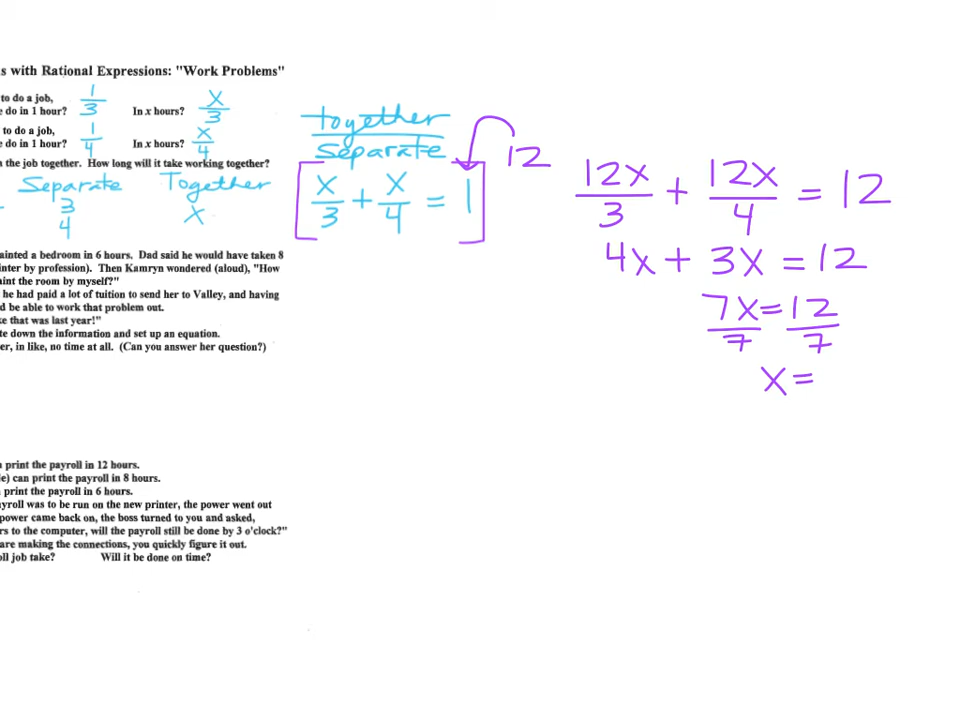 s with Rational Expressions: "Work Problems"
to do a job,
e do in 1 hour? 1/3 In x hours? x/3
to do a job,
e do in 1 hour? 1/4 In x hours? x/4
the job together. How long will it take working together?
Separate Together
3 x
4
together
separate
[x/3 + x/4 = 1] 12
12x/3 + 12x/4 = 12
4x + 3x = 12
7x/7 = 12/7
x =
ainted a bedroom in 6 hours. Dad said he would have taken 8
inter by profession). Then Kamryn wondered (aloud), "How
aint the room by myself?"
he had paid a lot of tuition to send her to Valley, and having
d be able to work that problem out.
ke that was last year!"
te down the information and set up an equation.
er, in like, no time at all. (Can you answer her question?)
print the payroll in 12 hours.
e) can print the payroll in 8 hours.
print the payroll in 6 hours.
yroll was to be run on the new printer, the power went out
power came back on, the boss turned to you and asked,
rs to the computer, will the payroll still be done by 3 o'clock?"
are making the connections, you quickly figure it out.
oll job take? Will it be done on time?